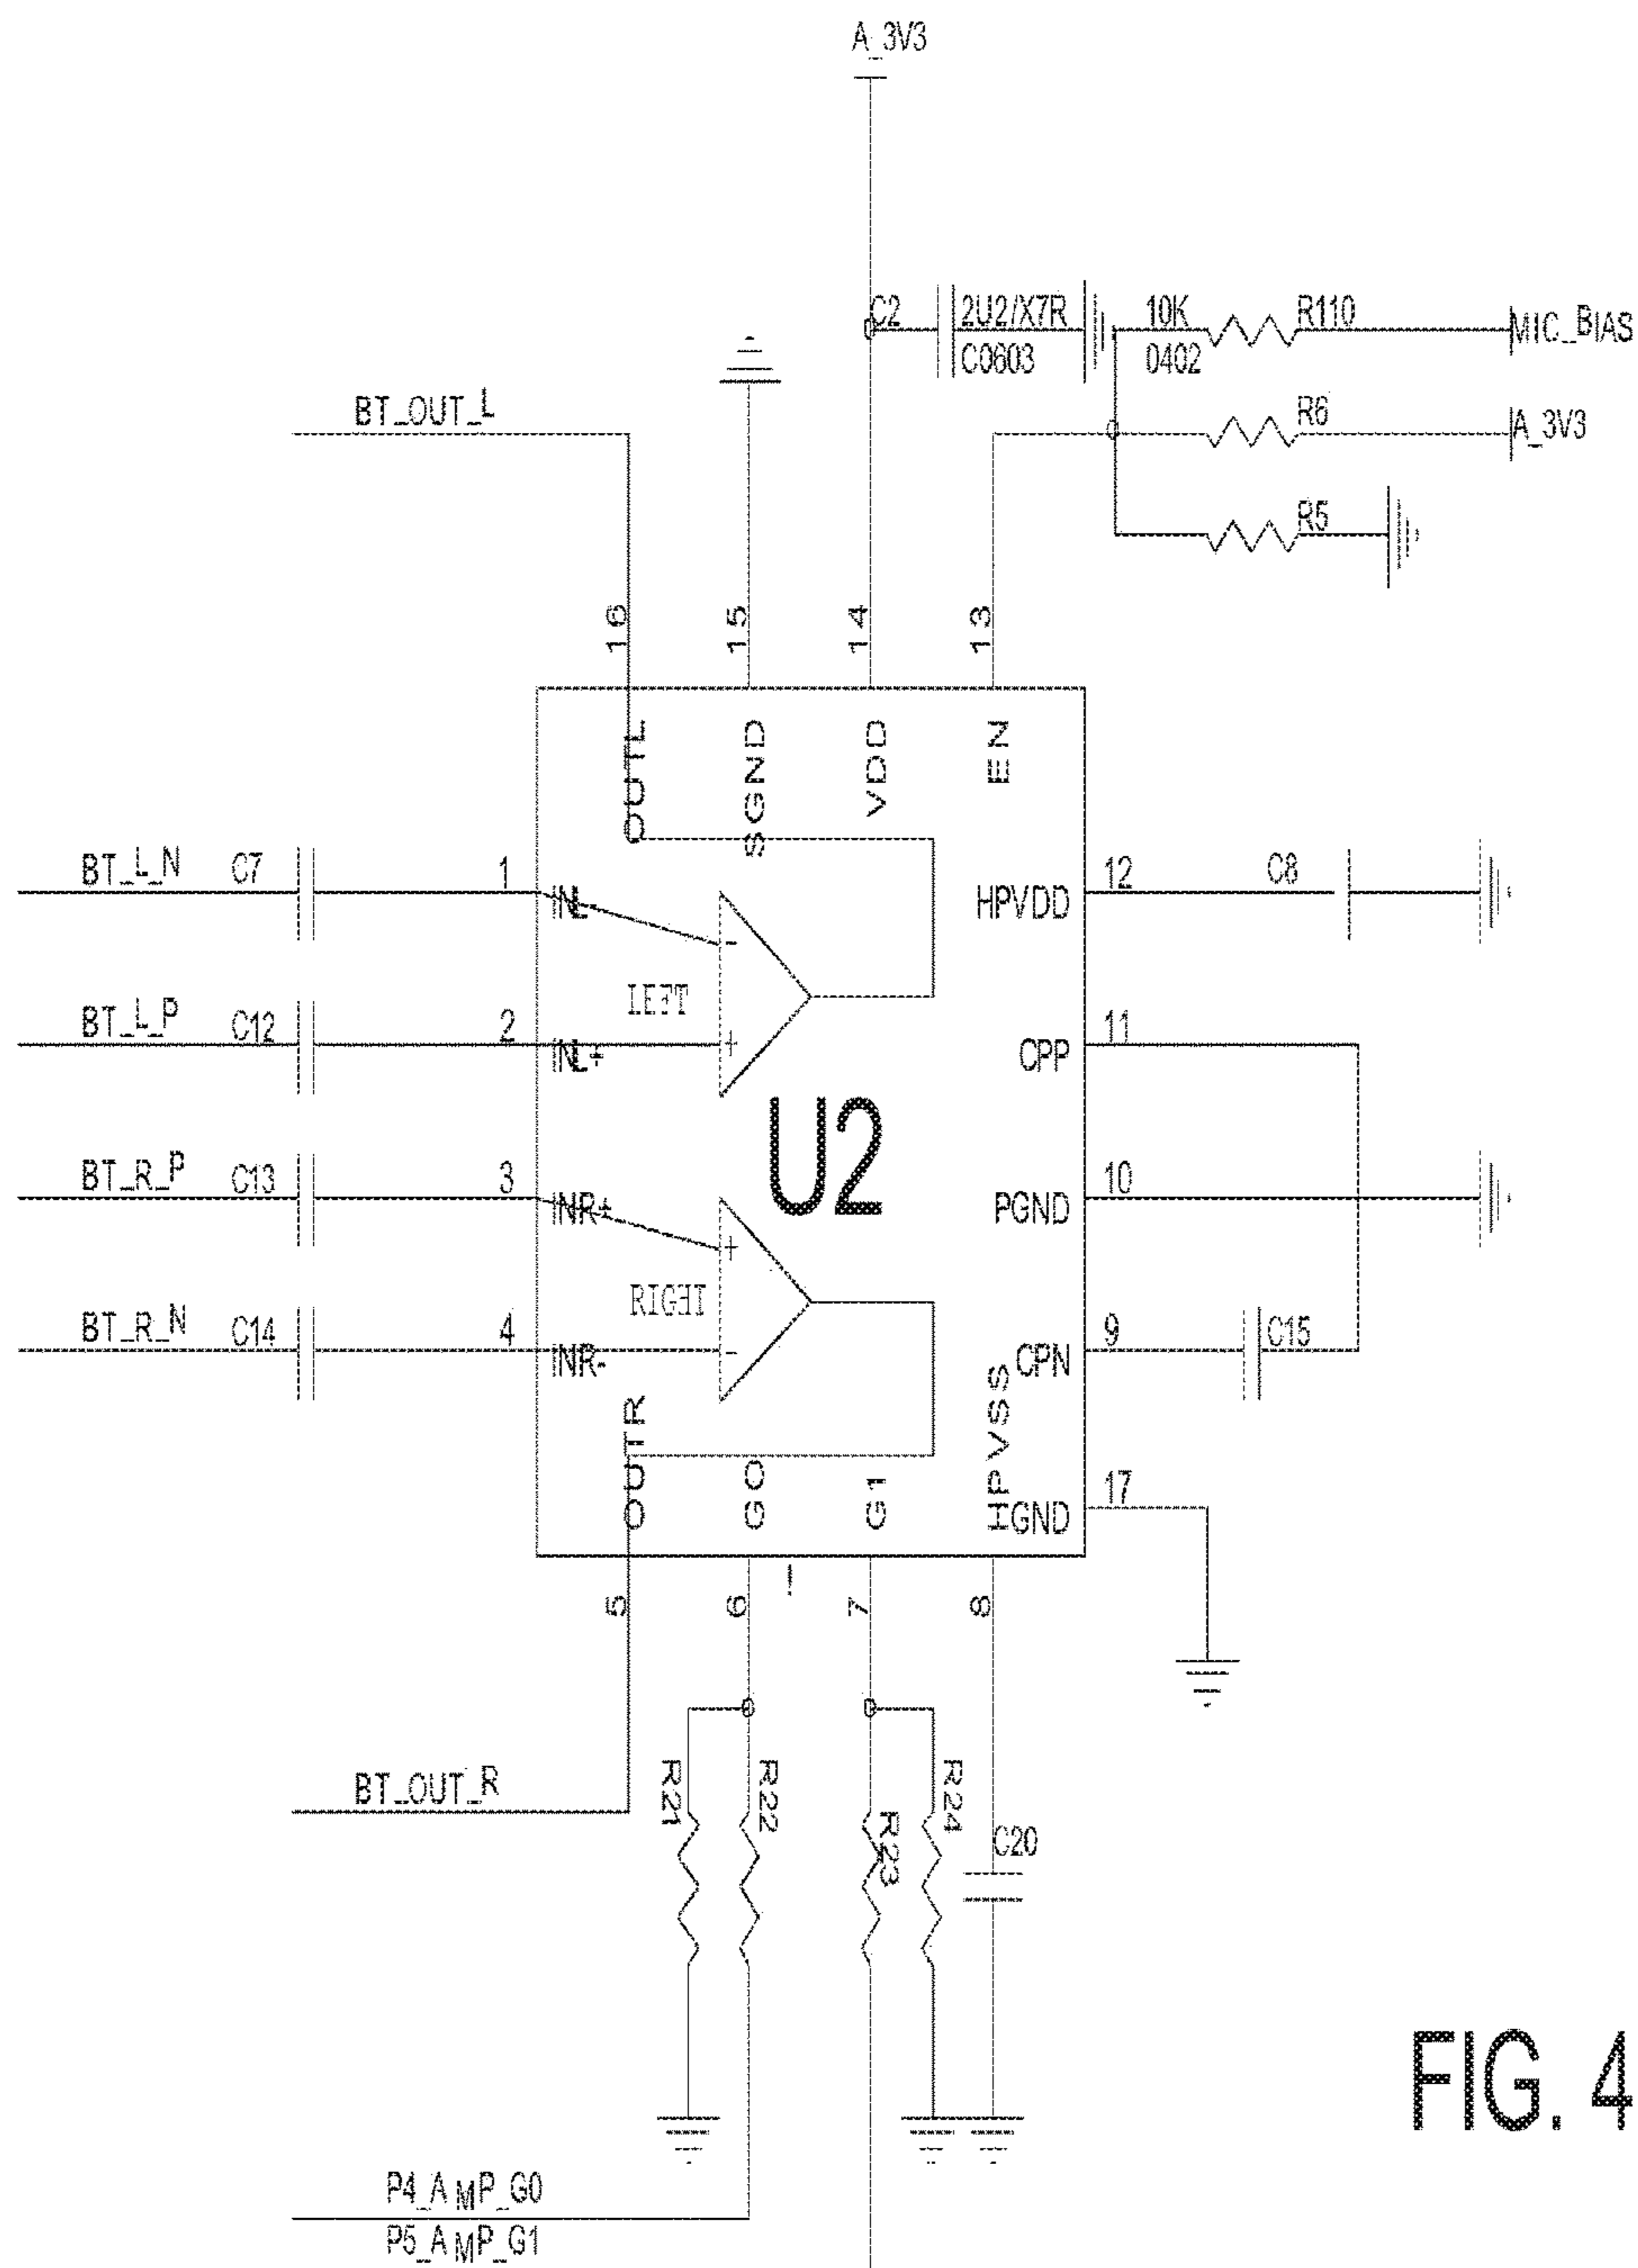 A_3V3
C2
2U2/X7R
C0603
10K
0402
R110
MIC_BIAS
R6
A_3V3
R5
BT_OUT_L
16
15
14
13
OUTL
SGND
VDD
EN
BT_L_N
C7
1
INL-
-
HPVDD
12
C8
LEFT
BT_L_P
C12
2
INL+
+
CPP
11
U2
BT_R_P
C13
3
INR+
+
PGND
10
RIGHI
BT_R_N
C14
4
INR-
-
CPN
9
C15
OUTR
G0
G1
HPVSS
GND
17
5
6
!
7
8
BT_OUT_R
R21
R22
R23
R24
C20
P4_AMP_G0
P5_AMP_G1
FIG. 4